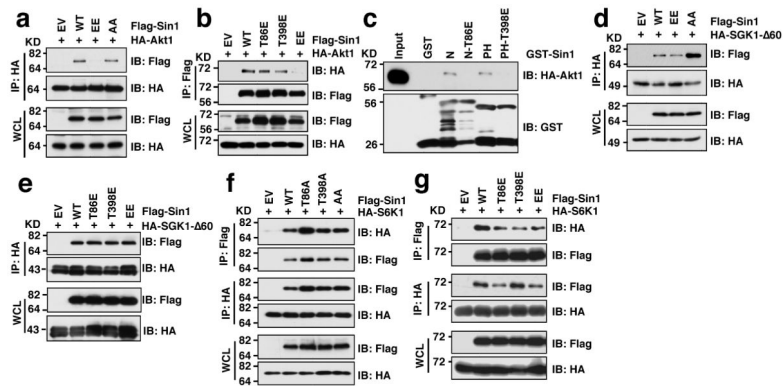 a
EV WT EE AA Flag-Sin1
KD + + + + HA-Akt1
IP: HA
82
64
IB: Flag
64
IB: HA
WCL
82
64
IB: Flag
64
IB: HA
b
EV WT T86E T398E EE Flag-Sin1
KD + + + + + HA-Akt1
IP: Flag
72
56
IB: HA
72
56
IB: Flag
WCL
72
56
IB: Flag
72
IB: HA
c
Input GST N N-T86E PH PH-T398E GST-Sin1
KD
72
IB: HA-Akt1
56
26
IB: GST
d
EV WT EE AA Flag-Sin1
KD + + + + HA-SGK1-Δ60
IP: HA
82
64
IB: Flag
49
IB: HA
WCL
82
64
IB: Flag
49
IB: HA
e
EV WT T86E T398E EE Flag-Sin1
KD + + + + + HA-SGK1-Δ60
IP: HA
82
64
IB: Flag
43
IB: HA
WCL
82
64
IB: Flag
43
IB: HA
f
EV WT T86A T398A AA Flag-Sin1
KD + + + + + HA-S6K1
IP: Flag
82
64
IB: HA
82
64
IB: Flag
IP: HA
82
64
IB: Flag
82
64
IB: HA
WCL
82
64
IB: Flag
82
64
IB: HA
g
EV WT T86E T398E EE Flag-Sin1
KD + + + + + HA-S6K1
IP: Flag
72
IB: HA
72
IB: Flag
IP: HA
72
IB: Flag
72
IB: HA
WCL
72
IB: Flag
72
IB: HA